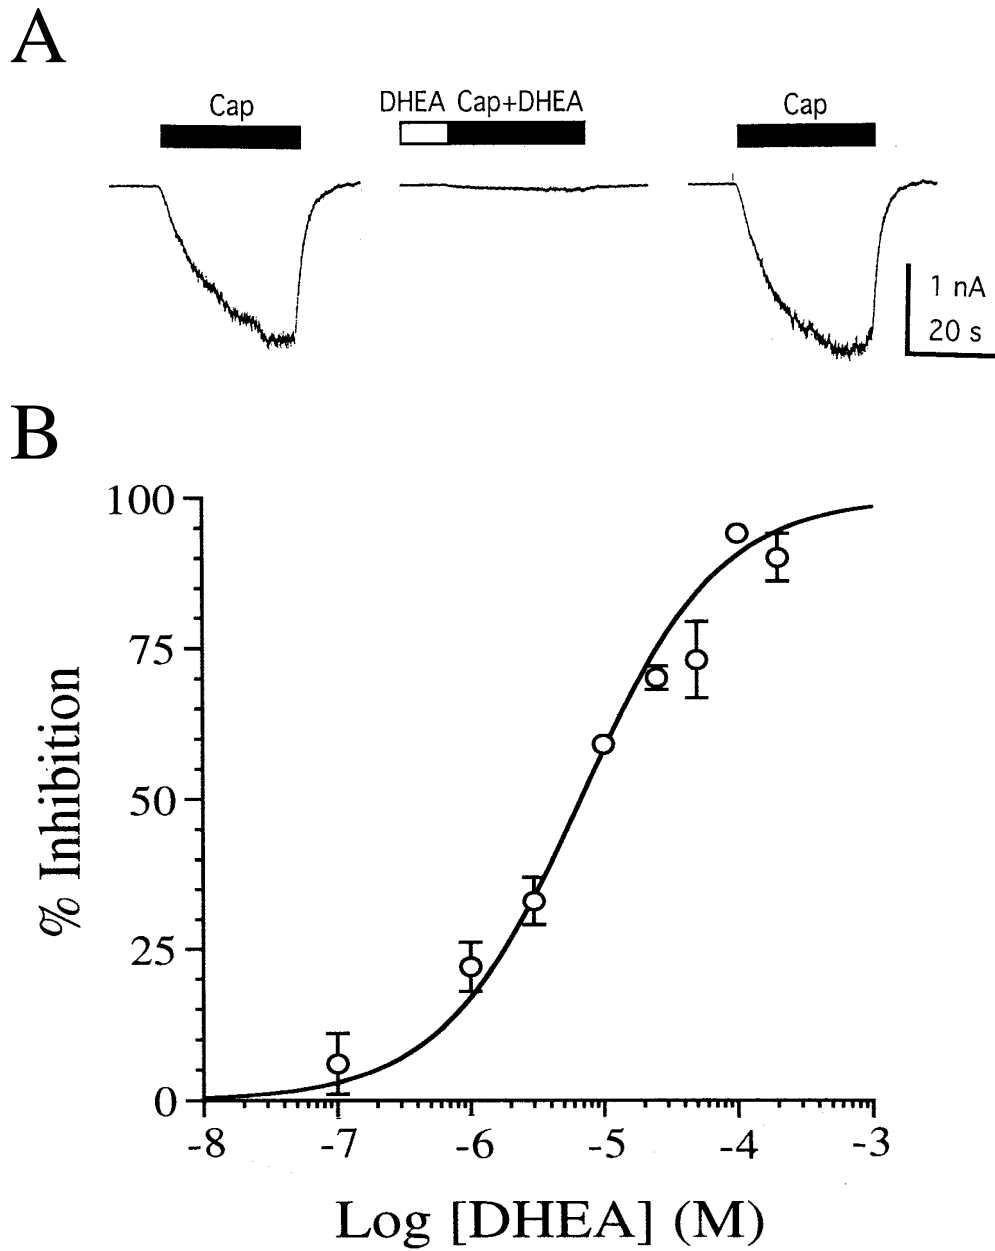 A
Cap
DHEA Cap+DHEA
Cap
1 nA
20 s
B
100
75
50
25
0
% Inhibition
-8 -7 -6 -5 -4 -3
Log [DHEA] (M)